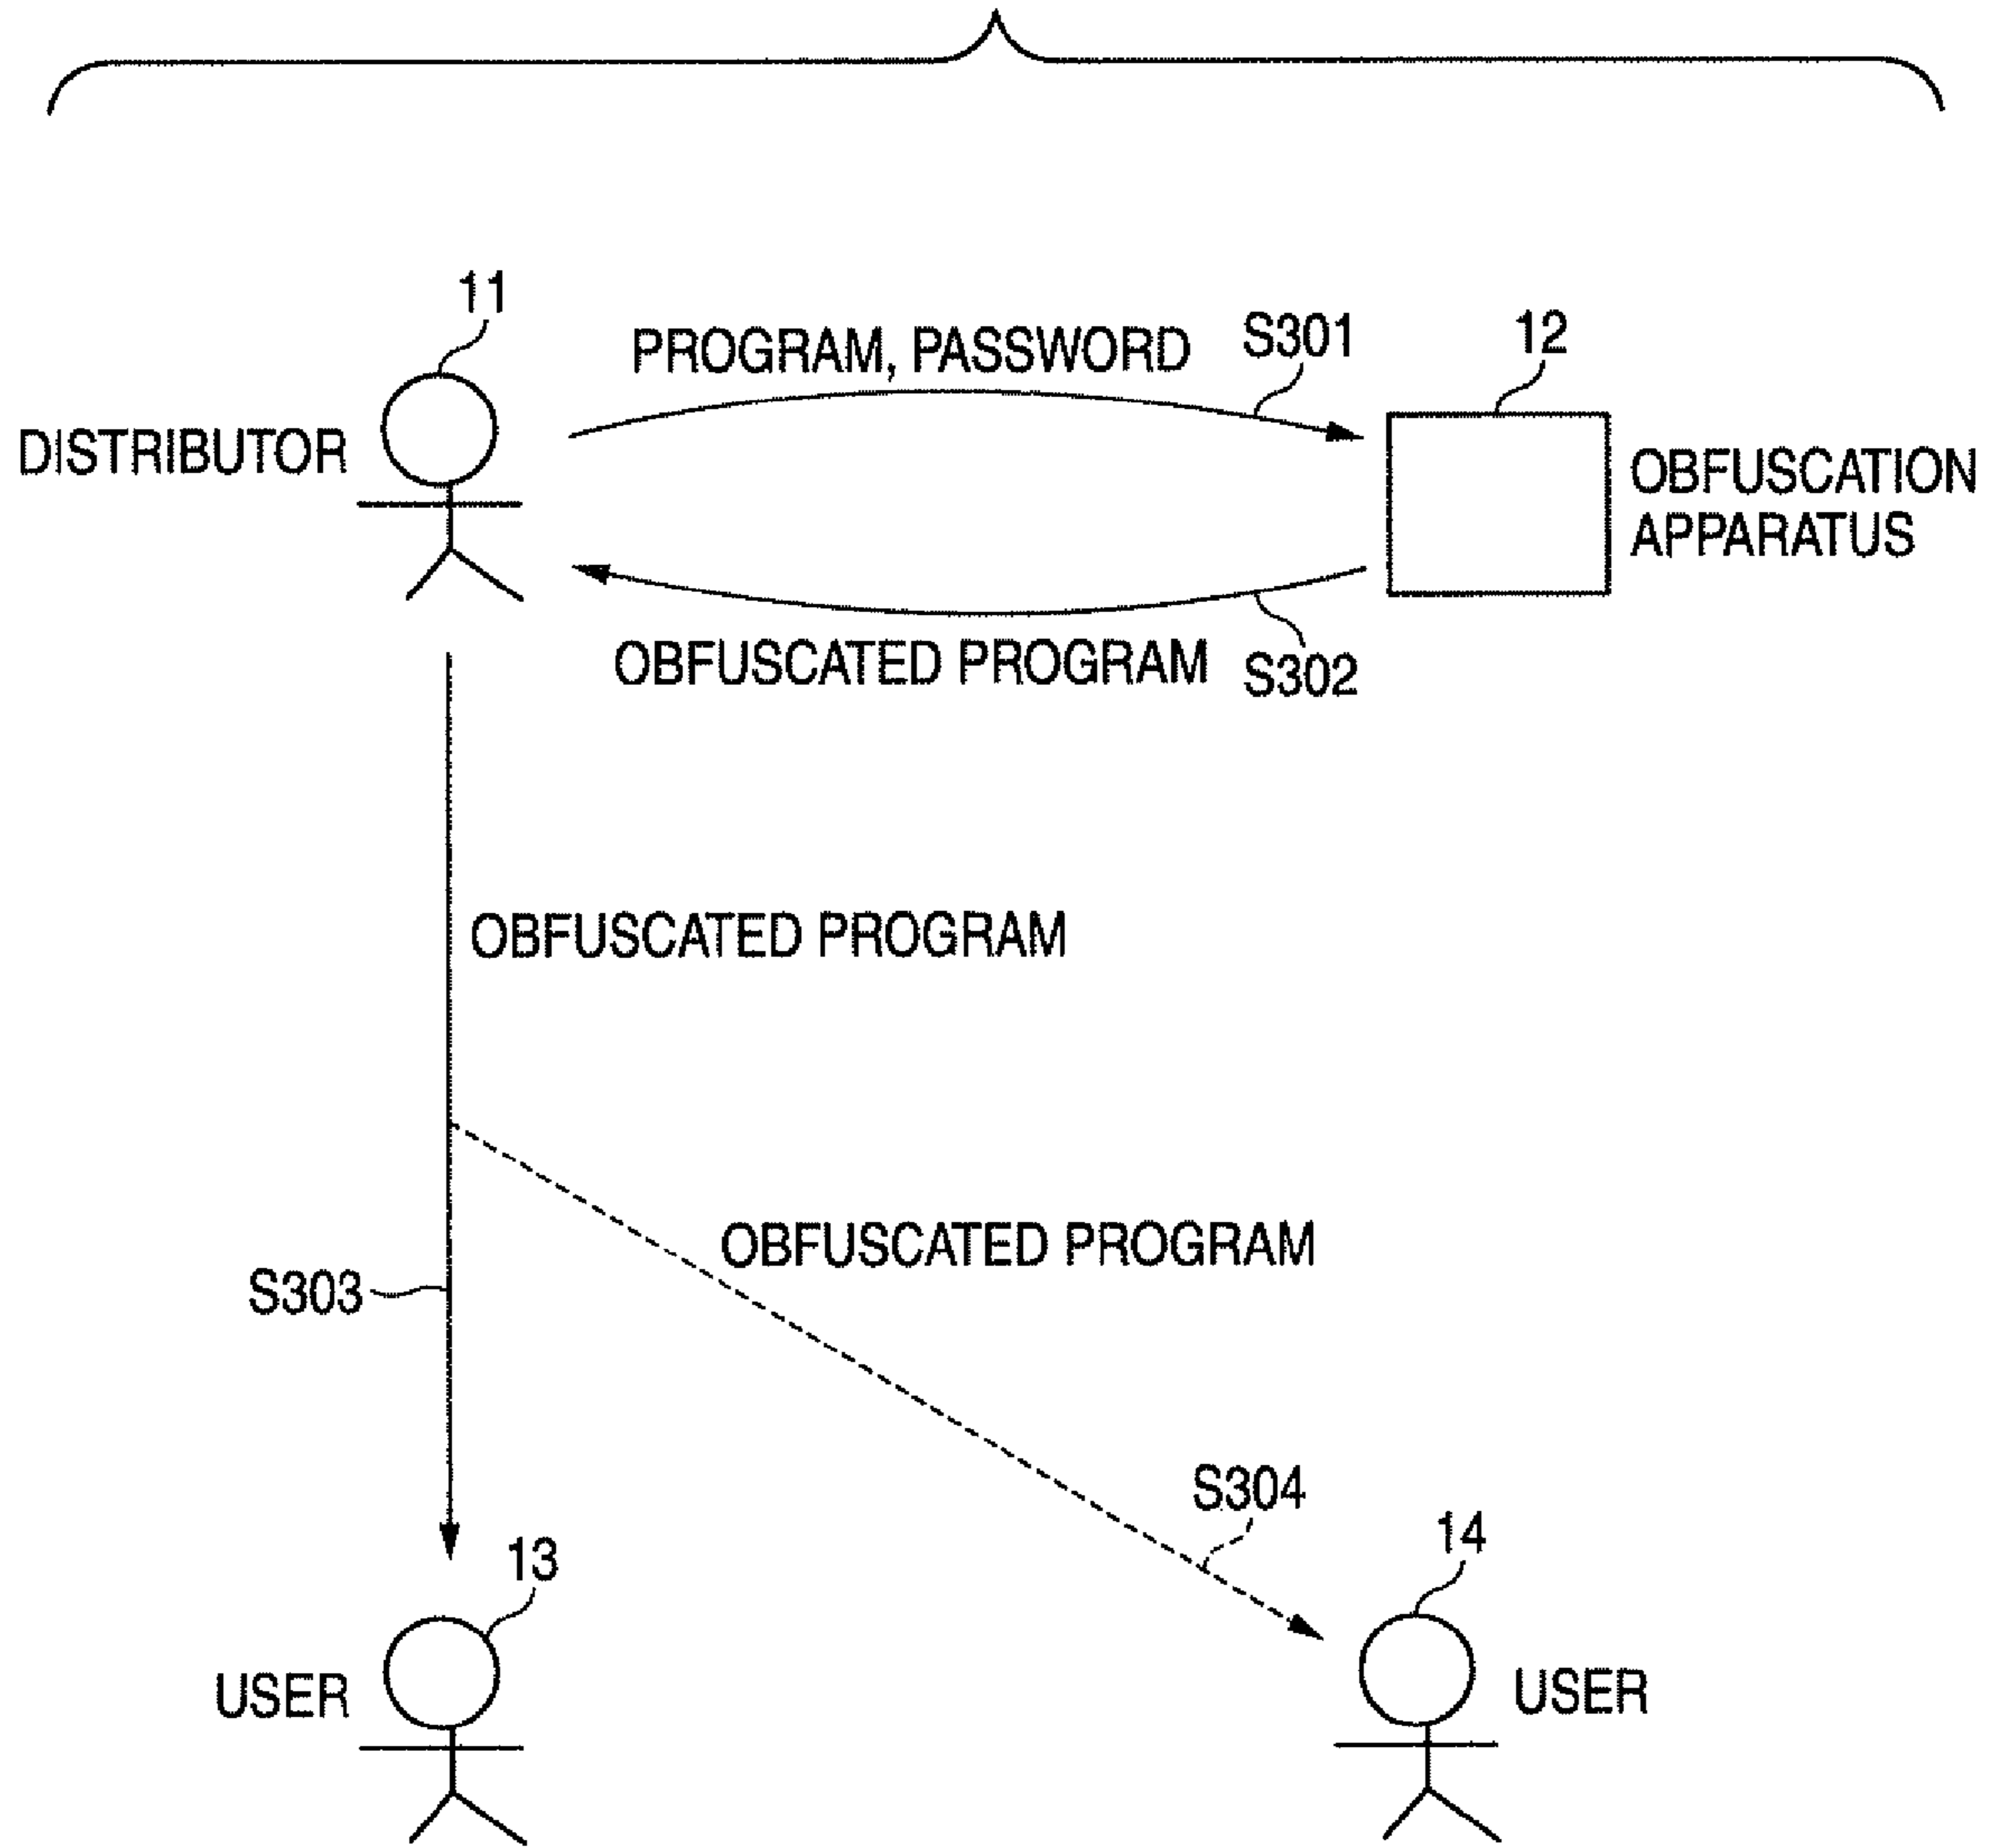 11
PROGRAM, PASSWORD
S301
12
DISTRIBUTOR
OBFUSCATION
APPARATUS
OBFUSCATED PROGRAM
S302
OBFUSCATED PROGRAM
OBFUSCATED PROGRAM
S303
S304
13
14
USER
USER